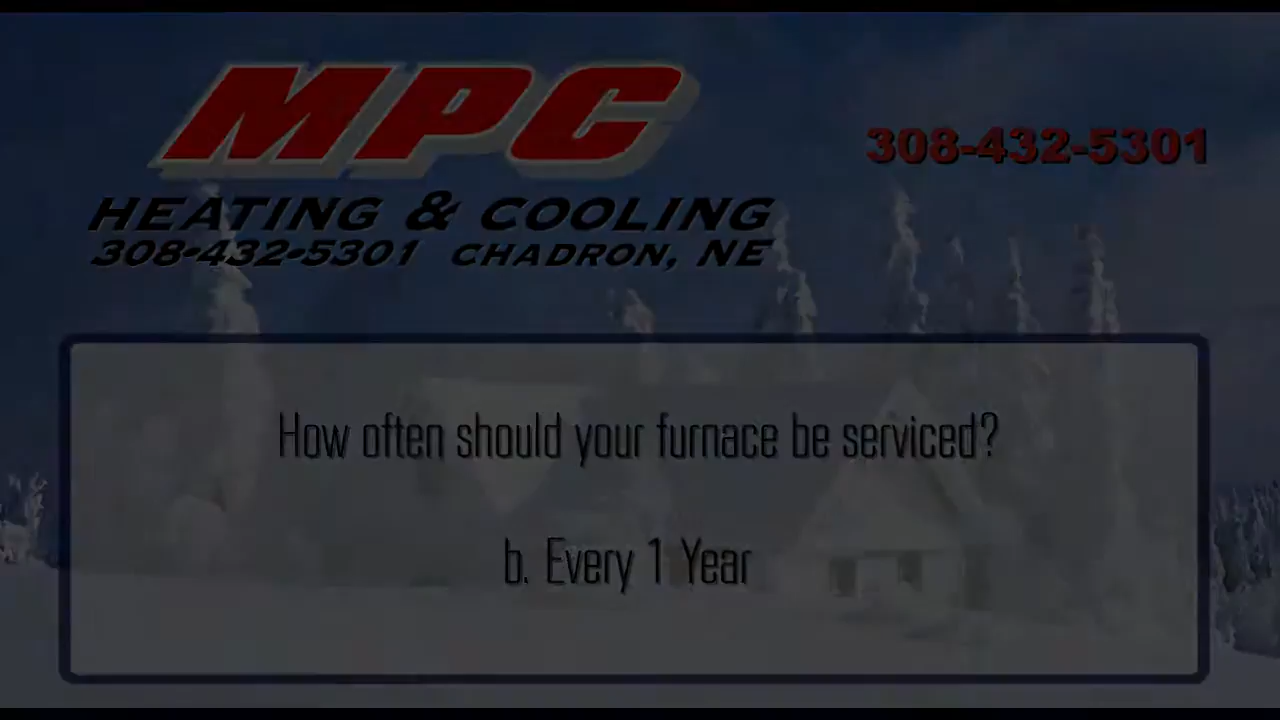 MPC
308-432-5301
HEATING & COOLING
308•432•5301 CHADRON, NE
How often should your furnace be serviced?
b. Every 1 Year